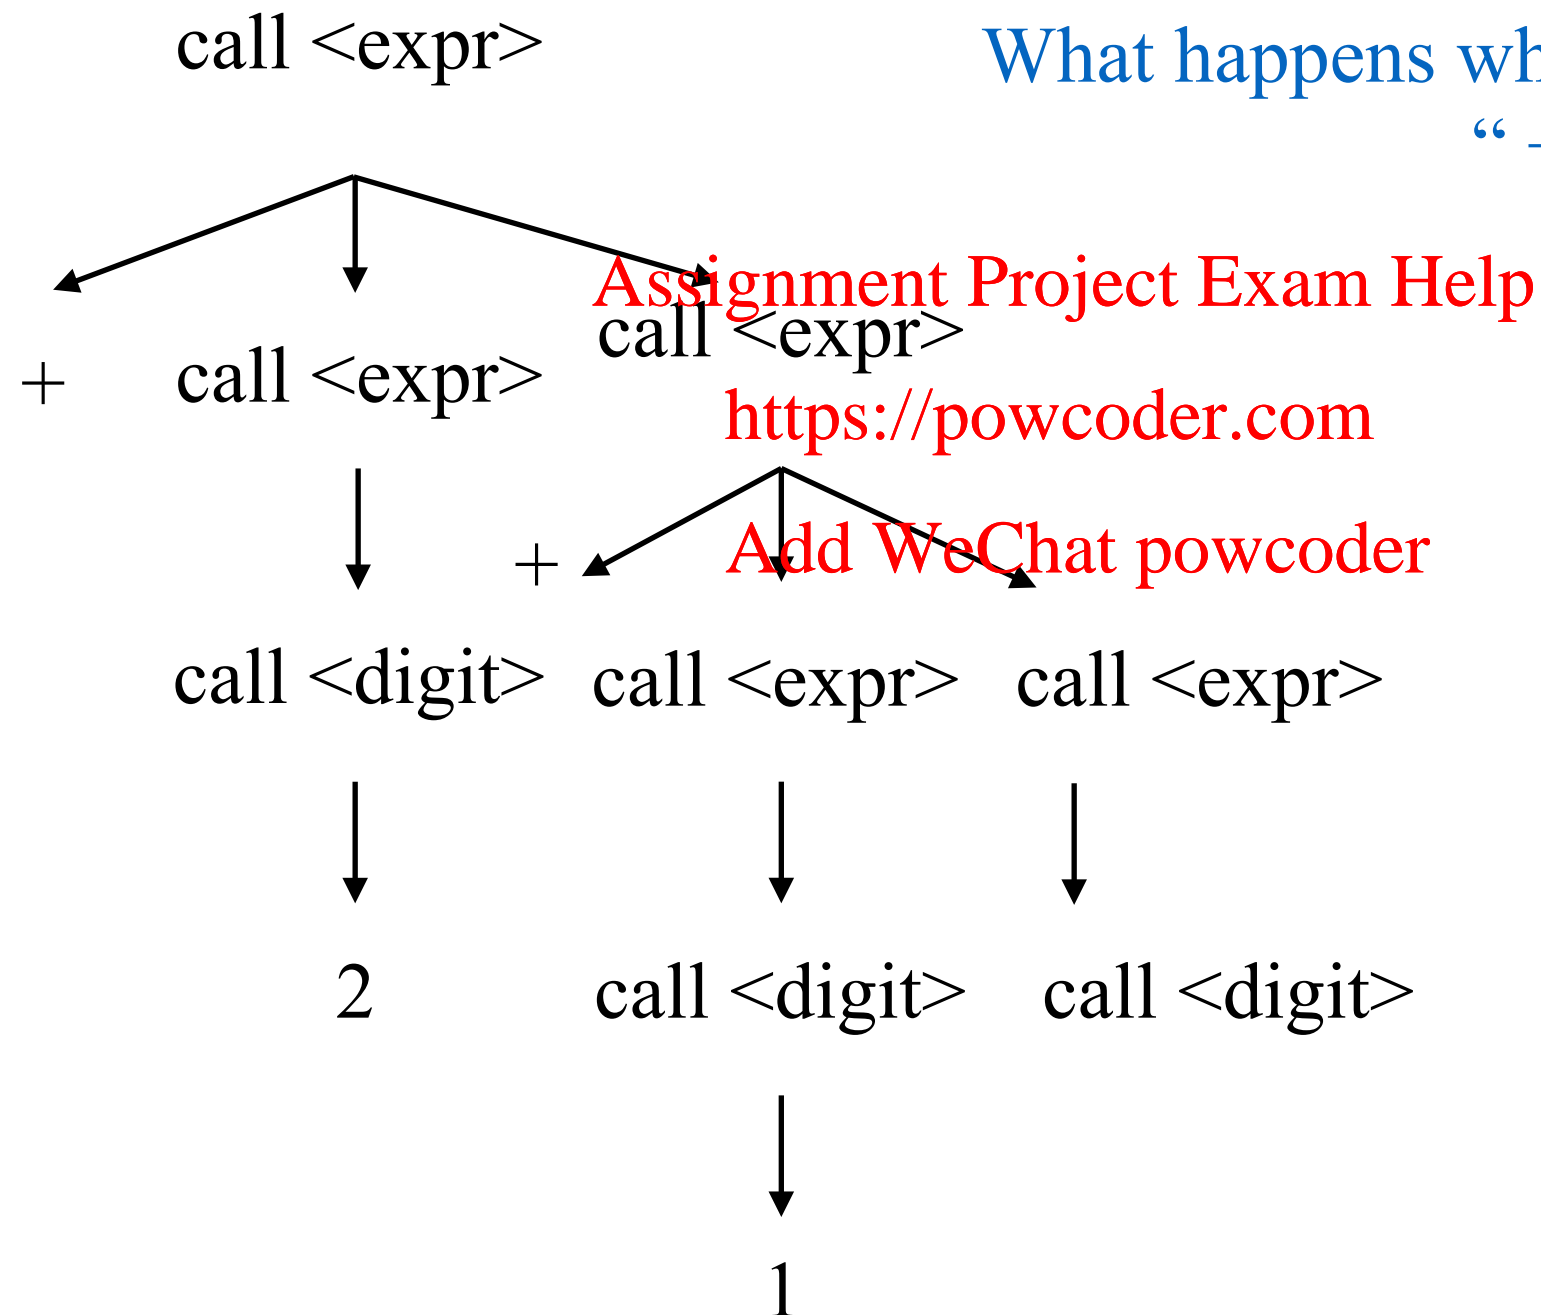 call <expr>
What happens wh
“ -
Assignment Project Exam Help
call <expr>
+ call <expr>
https://powcoder.com
+
Add WeChat powcoder
call <digit> call <expr> call <expr>
2 call <digit> call <digit>
1